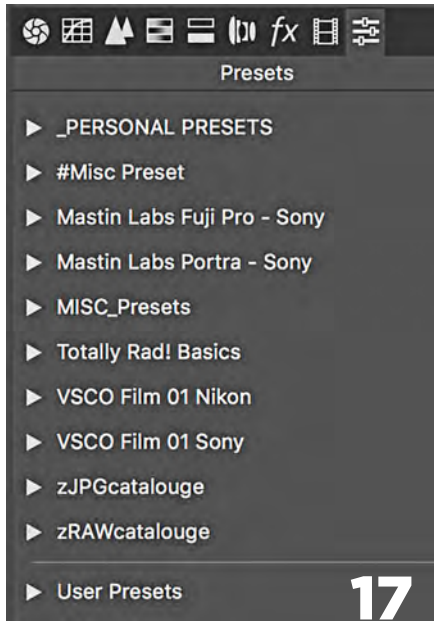 fx
Presets
_PERSONAL PRESETS
#Misc Preset
Mastin Labs Fuji Pro - Sony
Mastin Labs Portra - Sony
MISC_Presets
Totally Rad! Basics
VSCO Film 01 Nikon
VSCO Film 01 Sony
zJPGcatalouge
zRAWcatalouge
User Presets
17